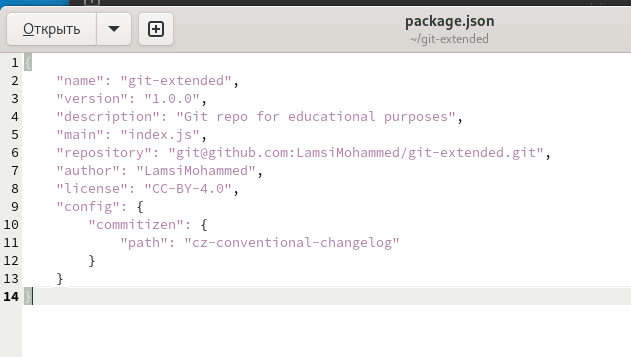 Открыть
package.json
~/git-extended
1 {
2     "name": "git-extended",
3     "version": "1.0.0",
4     "description": "Git repo for educational purposes",
5     "main": "index.js",
6     "repository": "git@github.com:LamsiMohammed/git-extended.git",
7     "author": "LamsiMohammed",
8     "license": "CC-BY-4.0",
9     "config": {
10         "commitizen": {
11             "path": "cz-conventional-changelog"
12         }
13     }
14 }